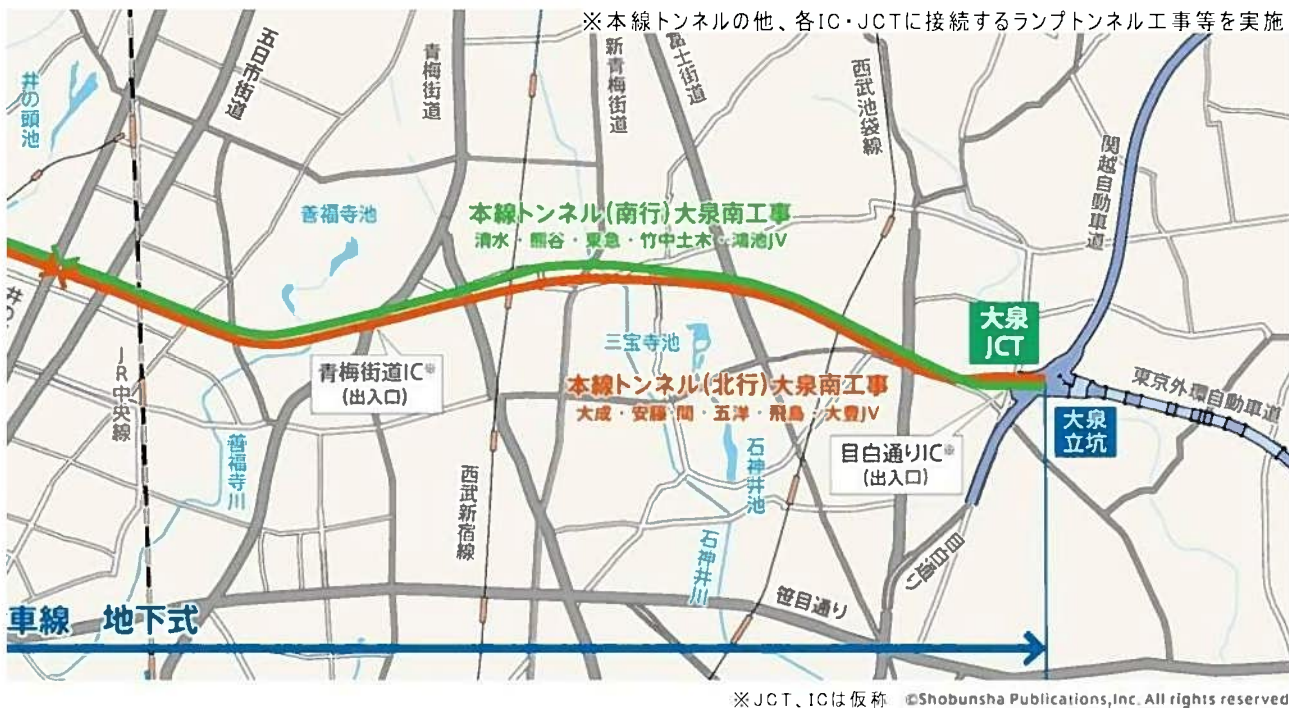 ※本線トンネルの他、各IC・JCTに接続するランプトンネル工事等を実施
五日市街道
青梅街道
新青梅街道
富士街道
西武池袋線
井の頭池
関越自動車道
善福寺池
本線トンネル(南行)大泉南工事
清水・熊谷・東急・竹中土木・鴻池JV
大泉
JCT
三宝寺池
青梅街道IC※
(出入口)
本線トンネル(北行)大泉南工事
大成・安藤・間・五洋・飛島・大豊JV
東京外環自動車道
大泉
立坑
目白通りIC※
(出入口)
井の
JR中央線
善福寺川
西武新宿線
石神井池
石神井川
目白通り
笹目通り
車線 地下式
※JCT、ICは仮称 ©Shobunsha Publications,Inc. All rights reserved